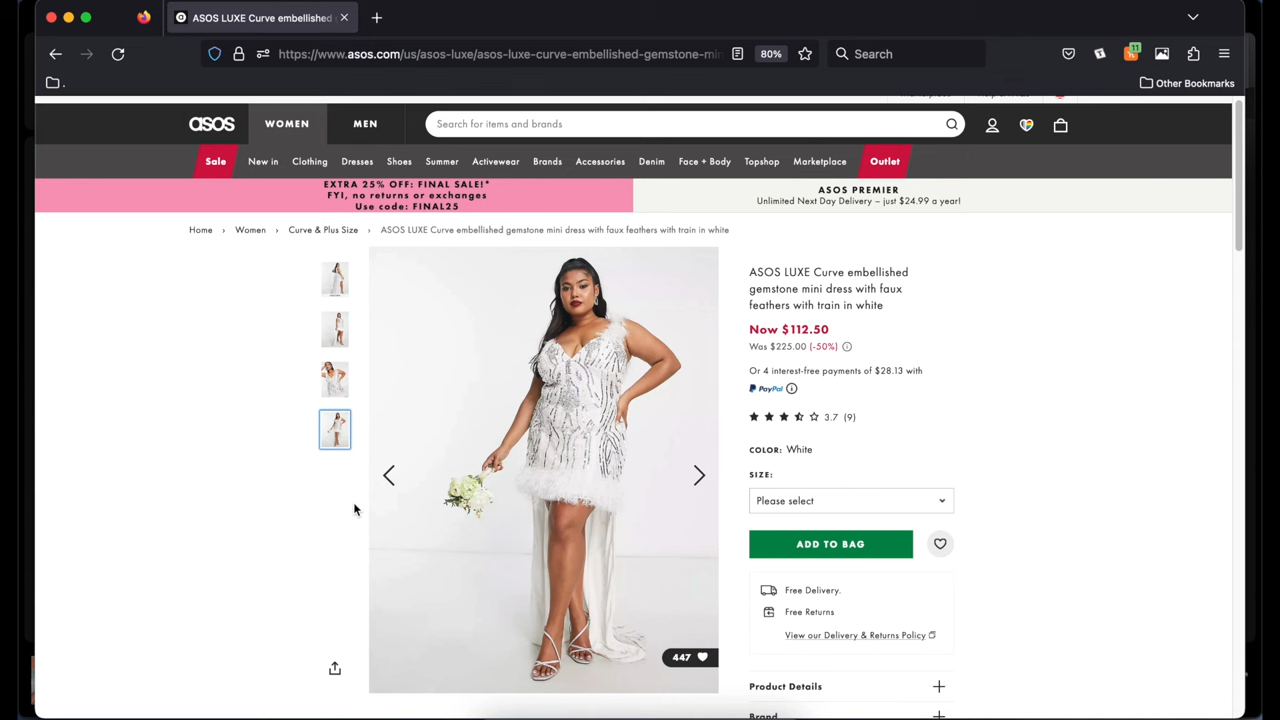 ASOS LUXE Curve embellished
https://www.asos.com/us/asos-luxe/asos-luxe-curve-embellished-gemstone-min
80%
Search
11
.
Other Bookmarks
asos
WOMEN
MEN
Search for items and brands
Sale
New in
Clothing
Dresses
Shoes
Summer
Activewear
Brands
Accessories
Denim
Face + Body
Topshop
Marketplace
Outlet
EXTRA 25% OFF: FINAL SALE!*
FYI, no returns or exchanges
Use code: FINAL25
ASOS PREMIER
Unlimited Next Day Delivery – just $24.99 a year!
Home › Women › Curve & Plus Size › ASOS LUXE Curve embellished gemstone mini dress with faux feathers with train in white
ASOS LUXE Curve embellished
gemstone mini dress with faux
feathers with train in white
Now $112.50
Was $225.00 (-50%)
Or 4 interest-free payments of $28.13 with
PayPal
3.7 (9)
COLOR: White
SIZE:
Please select
ADD TO BAG
Free Delivery.
Free Returns
View our Delivery & Returns Policy
447
Product Details
Brand